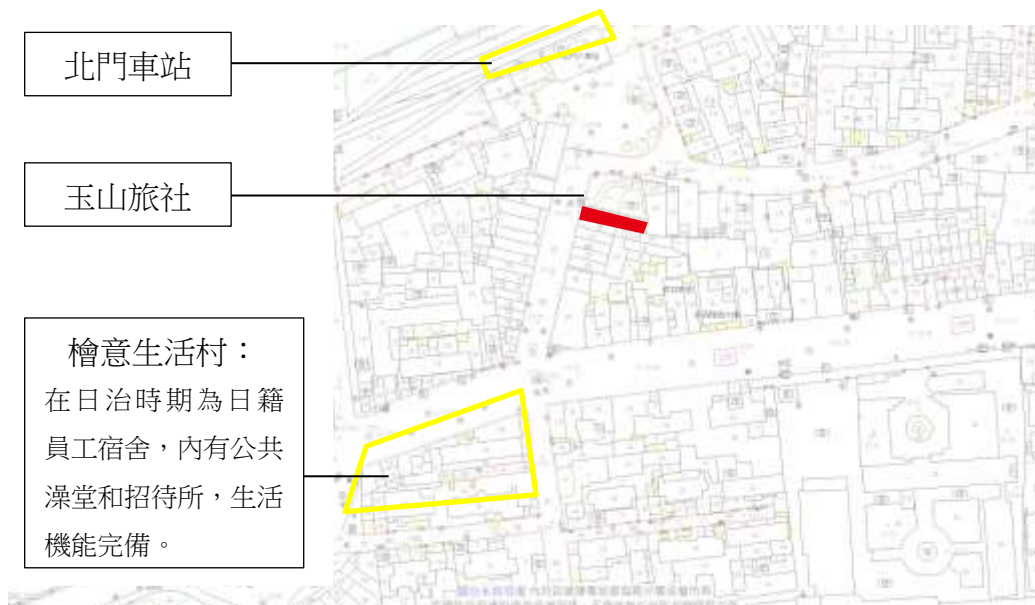 北門車站
玉山旅社
檜意生活村：
在日治時期為日籍
員工宿舍，內有公共
澡堂和招待所，生活
機能完備。